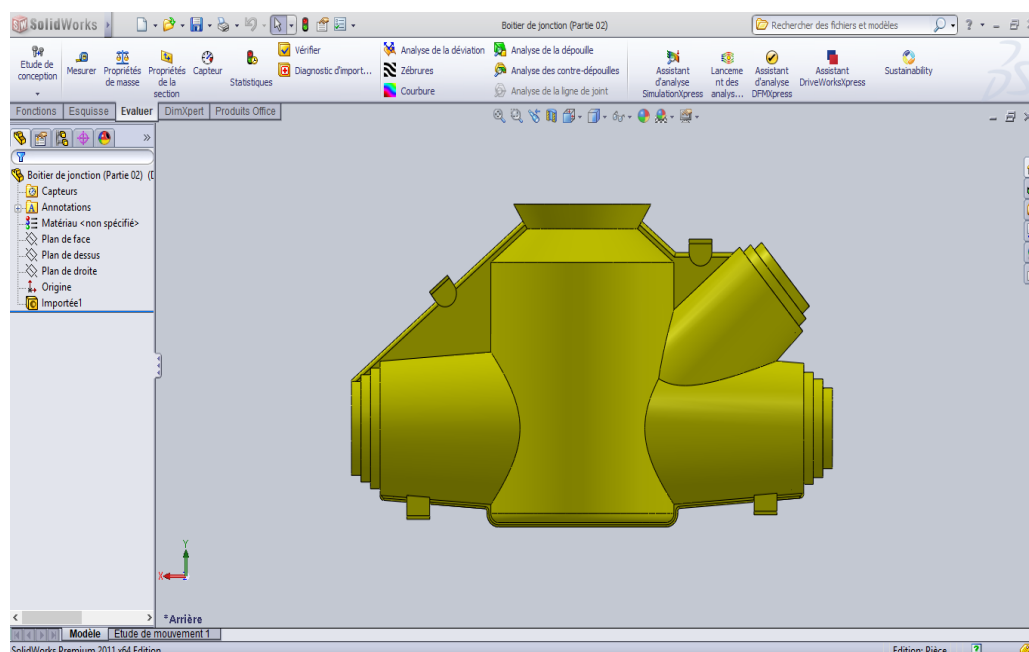 SolidWorks
Boitier de jonction (Partie 02)
Rechercher des fichiers et modèles
?
Etude de conception
Mesurer
Propriétés de masse
Propriétés de la section
Capteur
Statistiques
Vérifier
Diagnostic d'import...
Analyse de la déviation
Zébrures
Courbure
Analyse de la dépouille
Analyse des contre-dépouilles
Analyse de la ligne de joint
Assistant d'analyse SimulationXpress
Lanceme nt des analys...
Assistant d'analyse DFMXpress
Assistant DriveWorksXpress
Sustainability
Fonctions
Esquisse
Evaluer
DimXpert
Produits Office
»
Boitier de jonction (Partie 02) (D
Capteurs
Annotations
Matériau <non spécifié>
Plan de face
Plan de dessus
Plan de droite
Origine
Importée1
Y
X
*Arrière
Modèle
Etude de mouvement 1
SolidWorks Premium 2011 x64 Edition
Edition: Pièce